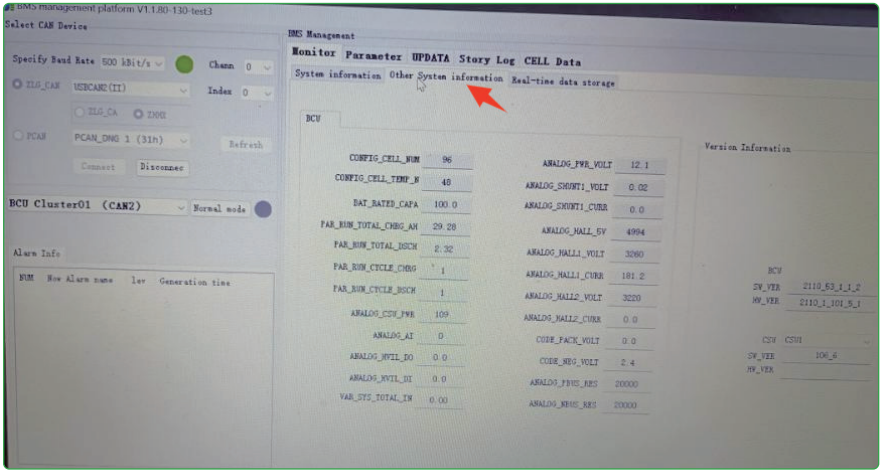 BMS management platform V1.1.80-130-test3
Select CAN Device
Specify Baud Rate 500 kBit/s
Chann 0
ZLG_CAN USBCAN2(II)
Index 0
ZLG_CA
PCAN PCAN_DNG 1 (31h)
Refresh
Connect Disconnec
BCU Cluster01 (CAN2) Normal mode
Alarm Info
NUM Now Alarm name lev Generation time
BMS Management
Monitor Parameter UPDATA Story Log CELL Data
System information Other System information Real-time data storage
BCU
CONFIG_CELL_NUM 96
CONFIG_CELL_TEMP_N 48
BAT_RATED_CAPA 100.0
PAR_RUN_TOTAL_CHRG_AH 29.28
PAR_RUN_TOTAL_DSCH 2.32
PAR_RUN_CYCLE_CHRG 1
PAR_RUN_CYCLE_DSCH 1
ANALOG_CSU_PWR 109
ANALOG_AI 0
ANALOG_HVIL_DO 0.0
ANALOG_HVIL_DI 0.0
VAR_SYS_TOTAL_IN 0.00
ANALOG_PWR_VOLT 12.1
ANALOG_SHUNT1_VOLT 0.02
ANALOG_SHUNT1_CURR 0.0
ANALOG_HALL_5V 4994
ANALOG_HALL1_VOLT 3260
ANALOG_HALL1_CURR 181.2
ANALOG_HALL2_VOLT 3220
ANALOG_HALL2_CURR 0.0
CODE_PACK_VOLT 0.0
CODE_NEG_VOLT 2.4
ANALOG_PBUS_RES 20000
ANALOG_NBUS_RES 20000
Version Information
BCU
SW_VER 2110_63_1_1_2
HW_VER 2110_1_101_5_1
CSU CSU1
SW_VER 106_6
HW_VER